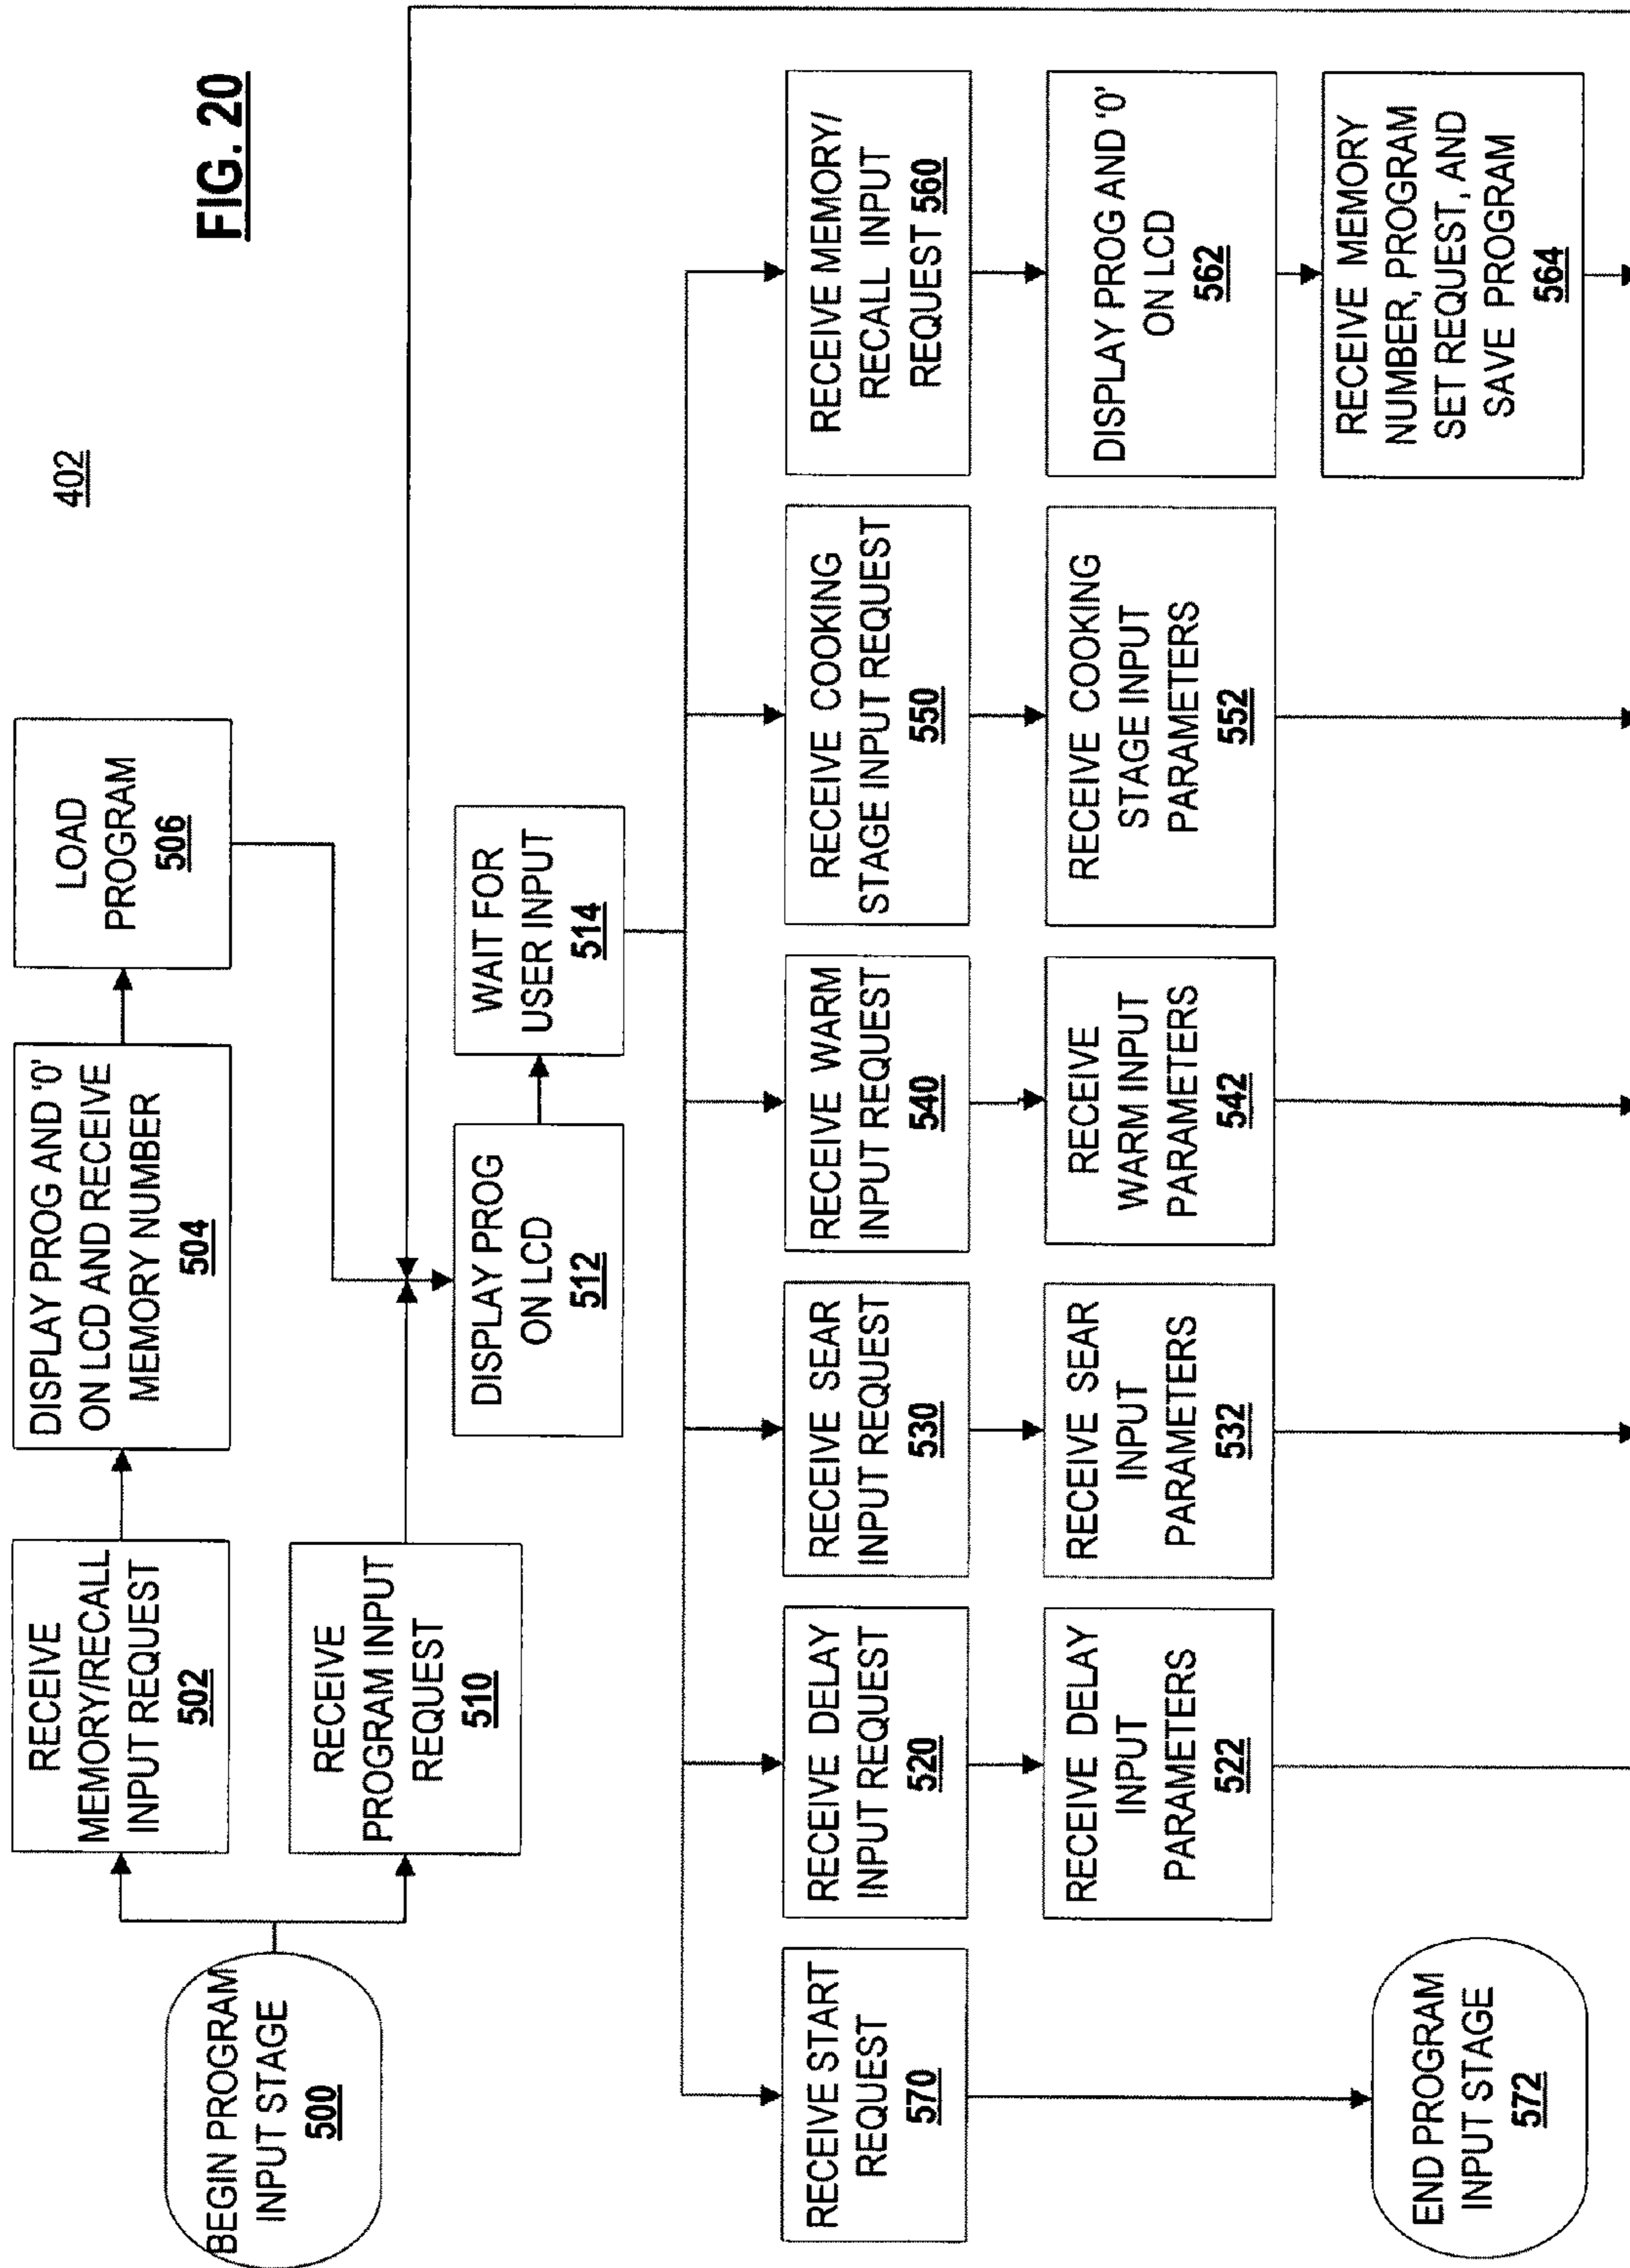 FIG. 20
402
BEGIN PROGRAM
INPUT STAGE
500
RECEIVE
MEMORY/RECALL
INPUT REQUEST
502
DISPLAY PROG AND '0'
ON LCD AND RECEIVE
MEMORY NUMBER
504
LOAD
PROGRAM
506
RECEIVE
PROGRAM INPUT
REQUEST
510
DISPLAY PROG
ON LCD
512
WAIT FOR
USER INPUT
514
RECEIVE START
REQUEST
570
RECEIVE DELAY
INPUT REQUEST
520
RECEIVE SEAR
INPUT REQUEST
530
RECEIVE WARM
INPUT REQUEST
540
RECEIVE COOKING
STAGE INPUT REQUEST
550
RECEIVE MEMORY/
RECALL INPUT
REQUEST 560
RECEIVE DELAY
INPUT
PARAMETERS
522
RECEIVE SEAR
INPUT
PARAMETERS
532
RECEIVE
WARM INPUT
PARAMETERS
542
RECEIVE COOKING
STAGE INPUT
PARAMETERS
552
DISPLAY PROG AND '0'
ON LCD
562
END PROGRAM
INPUT STAGE
572
RECEIVE MEMORY
NUMBER, PROGRAM
SET REQUEST, AND
SAVE PROGRAM
564